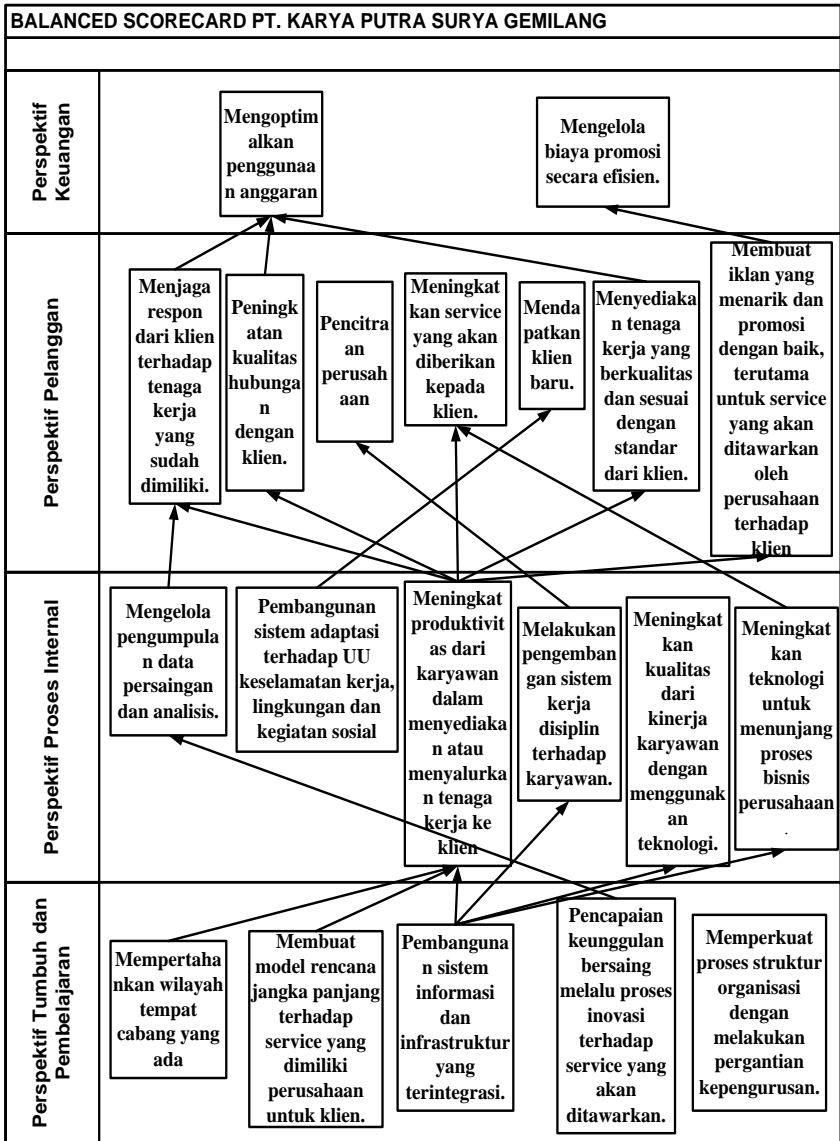 BALANCED SCORECARD PT. KARYA PUTRA SURYA GEMILANG
Perspektif
Keuangan
Mengoptim
alkan
penggunaa
n anggaran
Mengelola
biaya promosi
secara efisien.
Perspektif Pelanggan
Menjaga
respon
dari klien
terhadap
tenaga
kerja
yang
sudah
dimiliki.
Peningk
atan
kualitas
hubunga
n
dengan
klien.
Pencitra
an
perusah
aan
Meningkat
kan service
yang akan
diberikan
kepada
klien.
Menda
patkan
klien
baru.
Menyediaka
n tenaga
kerja yang
berkualitas
dan sesuai
dengan
standar
dari klien.
Membuat
iklan yang
menarik dan
promosi
dengan baik,
terutama
untuk service
yang akan
ditawarkan
oleh
perusahaan
terhadap
klien
Perspektif Proses Internal
Mengelola
pengumpula
n data
persaingan
dan analisis.
Pembangunan
sistem adaptasi
terhadap UU
keselamatan kerja,
lingkungan dan
kegiatan sosial
Meningkat
produktivit
as dari
karyawan
dalam
menyediaka
n atau
menyalurka
n tenaga
kerja ke
klien
Melakukan
pengemban
gan sistem
kerja
disiplin
terhadap
karyawan.
Meningkat
kan
kualitas
dari
kinerja
karyawan
dengan
menggunak
an
teknologi.
Meningkat
kan
teknologi
untuk
menunjang
proses
bisnis
perusahaan
.
Perspektif Tumbuh dan
Pembelajaran
Mempertaha
nkan wilayah
tempat
cabang yang
ada
Membuat
model rencana
jangka panjang
terhadap
service yang
dimiliki
perusahaan
untuk klien.
Pembanguna
n sistem
informasi
dan
infrastruktur
yang
terintegrasi.
Pencapaian
keunggulan
bersaing
melalu proses
inovasi
terhadap
service yang
akan
ditawarkan.
Memperkuat
proses struktur
organisasi
dengan
melakukan
pergantian
kepengurusan.